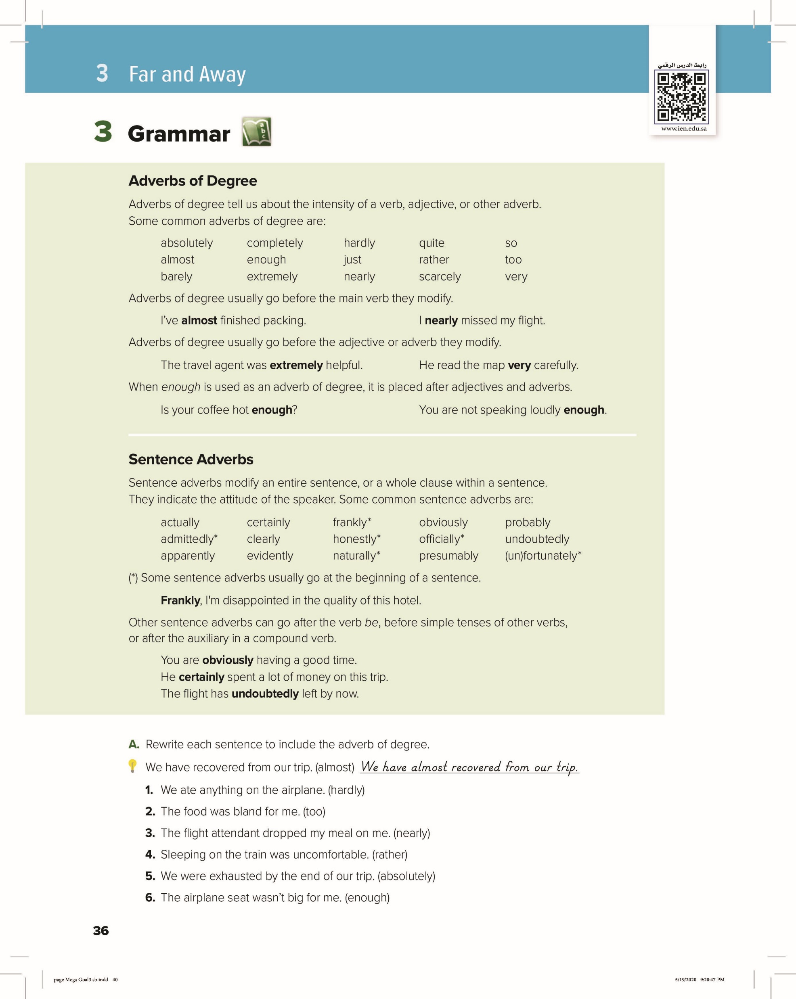 3 Far and Away
رابط الدرس الرقمي
www.ien.edu.sa
3 Grammar
a
b
c
Adverbs of Degree
Adverbs of degree tell us about the intensity of a verb, adjective, or other adverb.
Some common adverbs of degree are:
absolutely completely hardly quite so
almost enough just rather too
barely extremely nearly scarcely very
Adverbs of degree usually go before the main verb they modify.
I've almost finished packing. I nearly missed my flight.
Adverbs of degree usually go before the adjective or adverb they modify.
The travel agent was extremely helpful. He read the map very carefully.
When enough is used as an adverb of degree, it is placed after adjectives and adverbs.
Is your coffee hot enough? You are not speaking loudly enough.
Sentence Adverbs
Sentence adverbs modify an entire sentence, or a whole clause within a sentence.
They indicate the attitude of the speaker. Some common sentence adverbs are:
actually certainly frankly* obviously probably
admittedly* clearly honestly* officially* undoubtedly
apparently evidently naturally* presumably (un)fortunately*
(*) Some sentence adverbs usually go at the beginning of a sentence.
Frankly, I'm disappointed in the quality of this hotel.
Other sentence adverbs can go after the verb be, before simple tenses of other verbs,
or after the auxiliary in a compound verb.
You are obviously having a good time.
He certainly spent a lot of money on this trip.
The flight has undoubtedly left by now.
A. Rewrite each sentence to include the adverb of degree.
We have recovered from our trip. (almost) We have almost recovered from our trip.
1. We ate anything on the airplane. (hardly)
2. The food was bland for me. (too)
3. The flight attendant dropped my meal on me. (nearly)
4. Sleeping on the train was uncomfortable. (rather)
5. We were exhausted by the end of our trip. (absolutely)
6. The airplane seat wasn't big for me. (enough)
36
page Mega Goal3 sb.indd 40 5/19/2020 9:20:47 PM